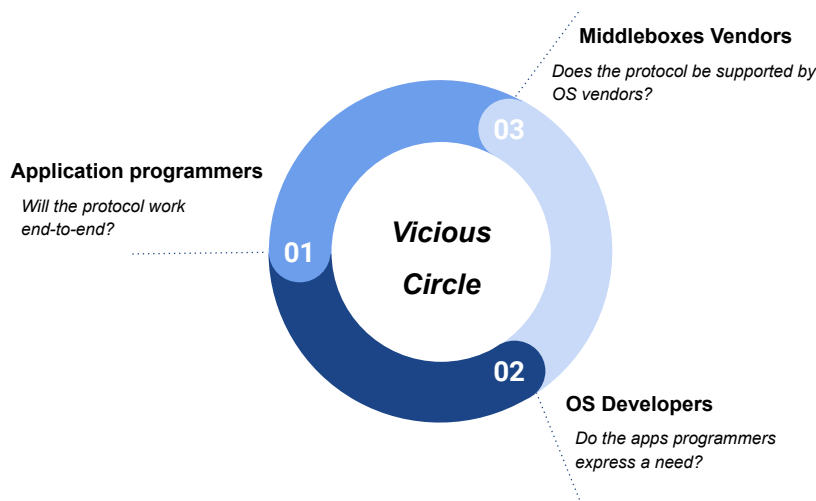 Middleboxes Vendors
Does the protocol be supported by
OS vendors?
03
Application programmers
Will the protocol work
end-to-end?
01
Vicious
Circle
02
OS Developers
Do the apps programmers
express a need?